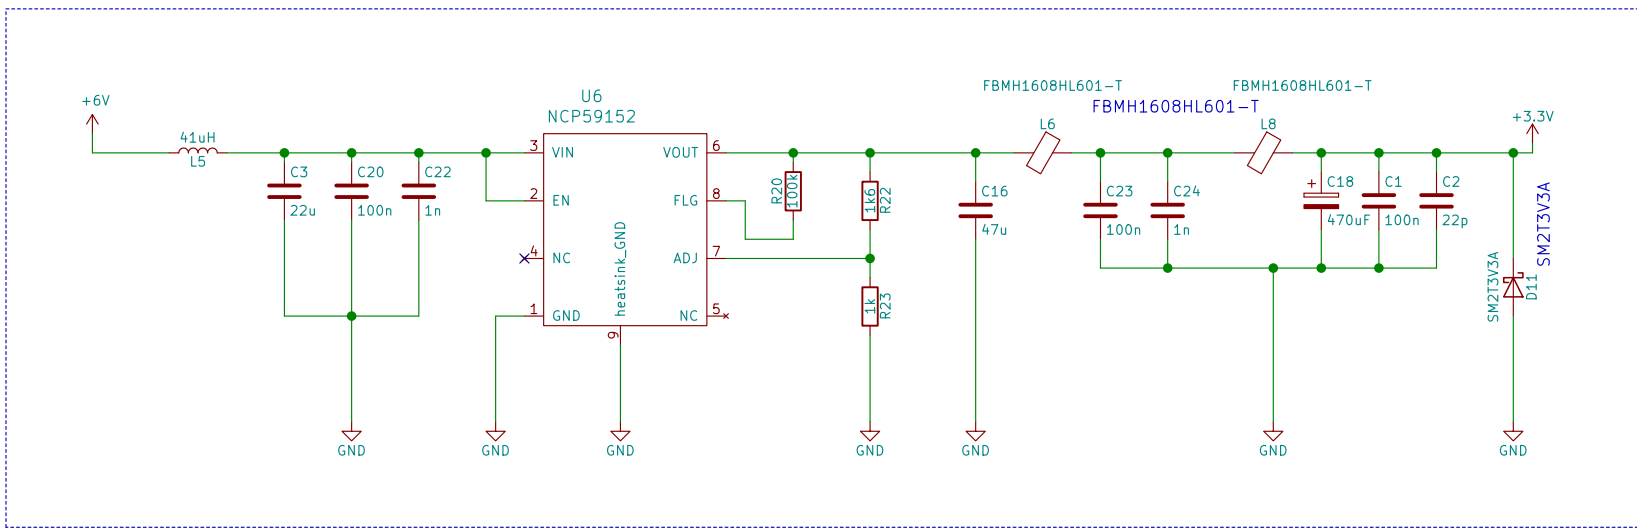 FBMH1608HL601-T
FBMH1608HL601-T
+6V
U6
FBMH1608HL601-T
NCP59152
+3.3V
41uH
L6
L8
L5
3
VIN
VOUT
6
C3
C20
C22
R20
100k
1k6
R22
C16
C23
C24
+
C18
C1
C2
SM2T3V3A
22u
100n
1n
2
EN
FLG
8
47u
100n
1n
470uF
100n
22p
4
NC
ADJ
7
heatsink_GND
SM2T3V3A
D11
1
GND
NC
5
1k
R23
9
GND
GND
GND
GND
GND
GND
GND